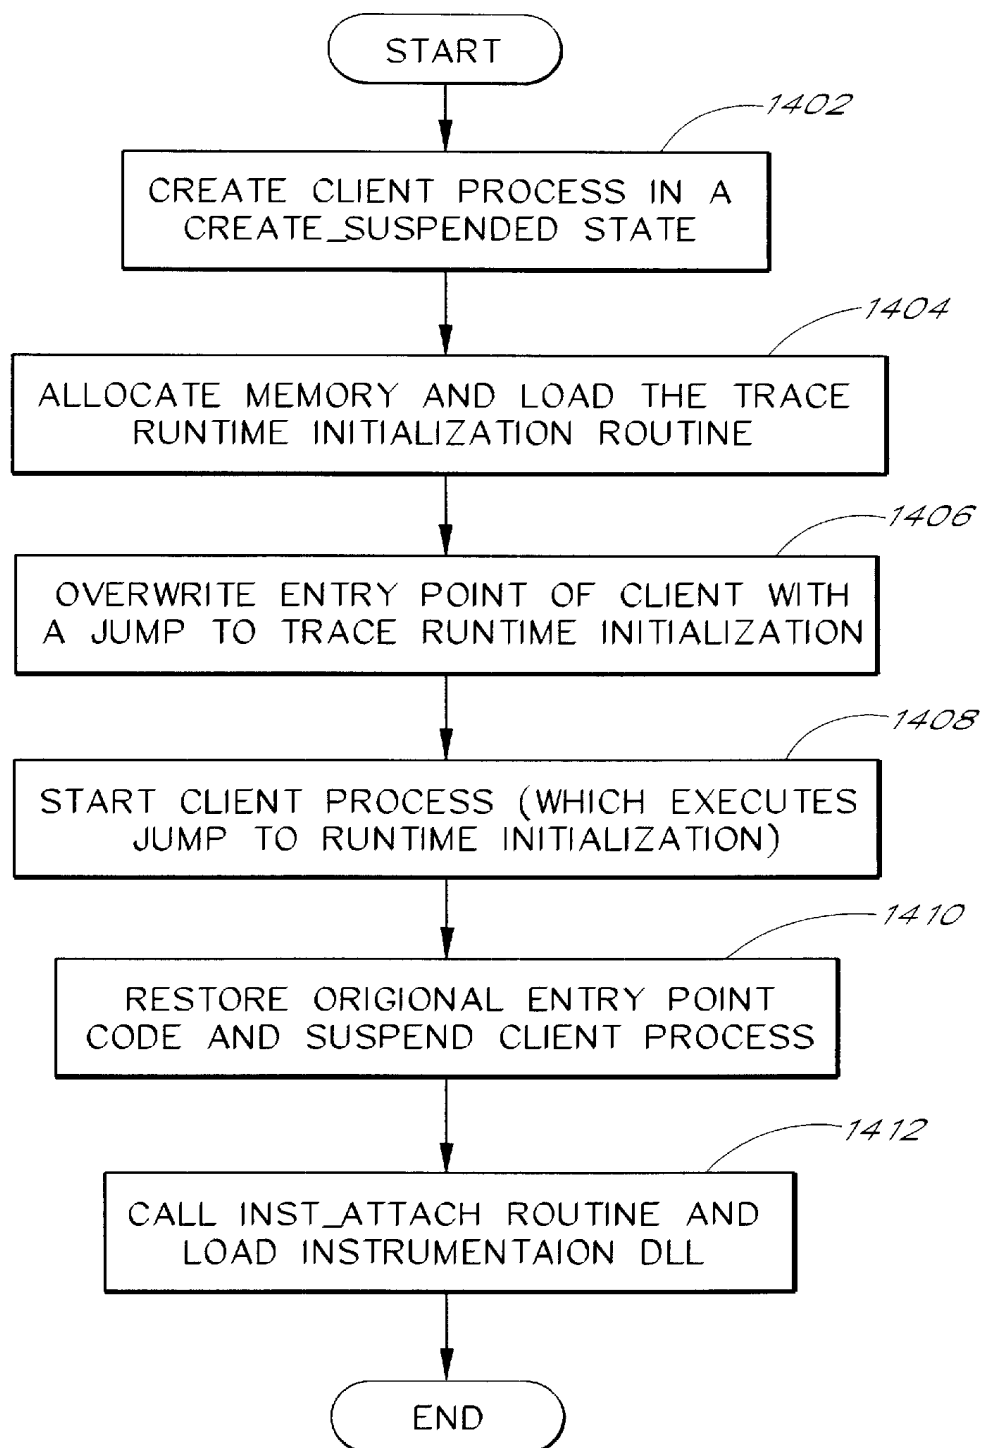 START
1402
CREATE CLIENT PROCESS IN A
CREATE_SUSPENDED STATE
1404
ALLOCATE MEMORY AND LOAD THE TRACE
RUNTIME INITIALIZATION ROUTINE
1406
OVERWRITE ENTRY POINT OF CLIENT WITH
A JUMP TO TRACE RUNTIME INITIALIZATION
1408
START CLIENT PROCESS (WHICH EXECUTES
JUMP TO RUNTIME INITIALIZATION)
1410
RESTORE ORIGIONAL ENTRY POINT
CODE AND SUSPEND CLIENT PROCESS
1412
CALL INST_ATTACH ROUTINE AND
LOAD INSTRUMENTAION DLL
END